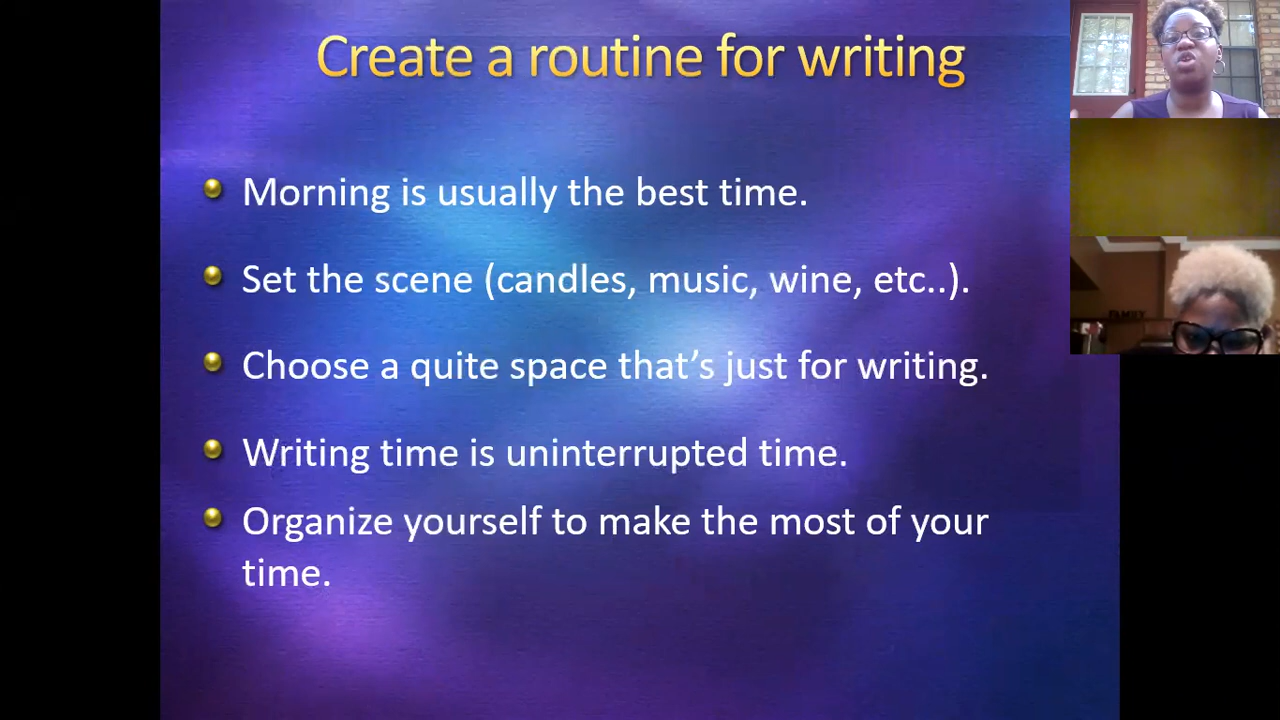 Create a routine for writing
Morning is usually the best time.
Set the scene (candles, music, wine, etc..).
Choose a quite space that's just for writing.
Writing time is uninterrupted time.
Organize yourself to make the most of your
time.
FAMILY